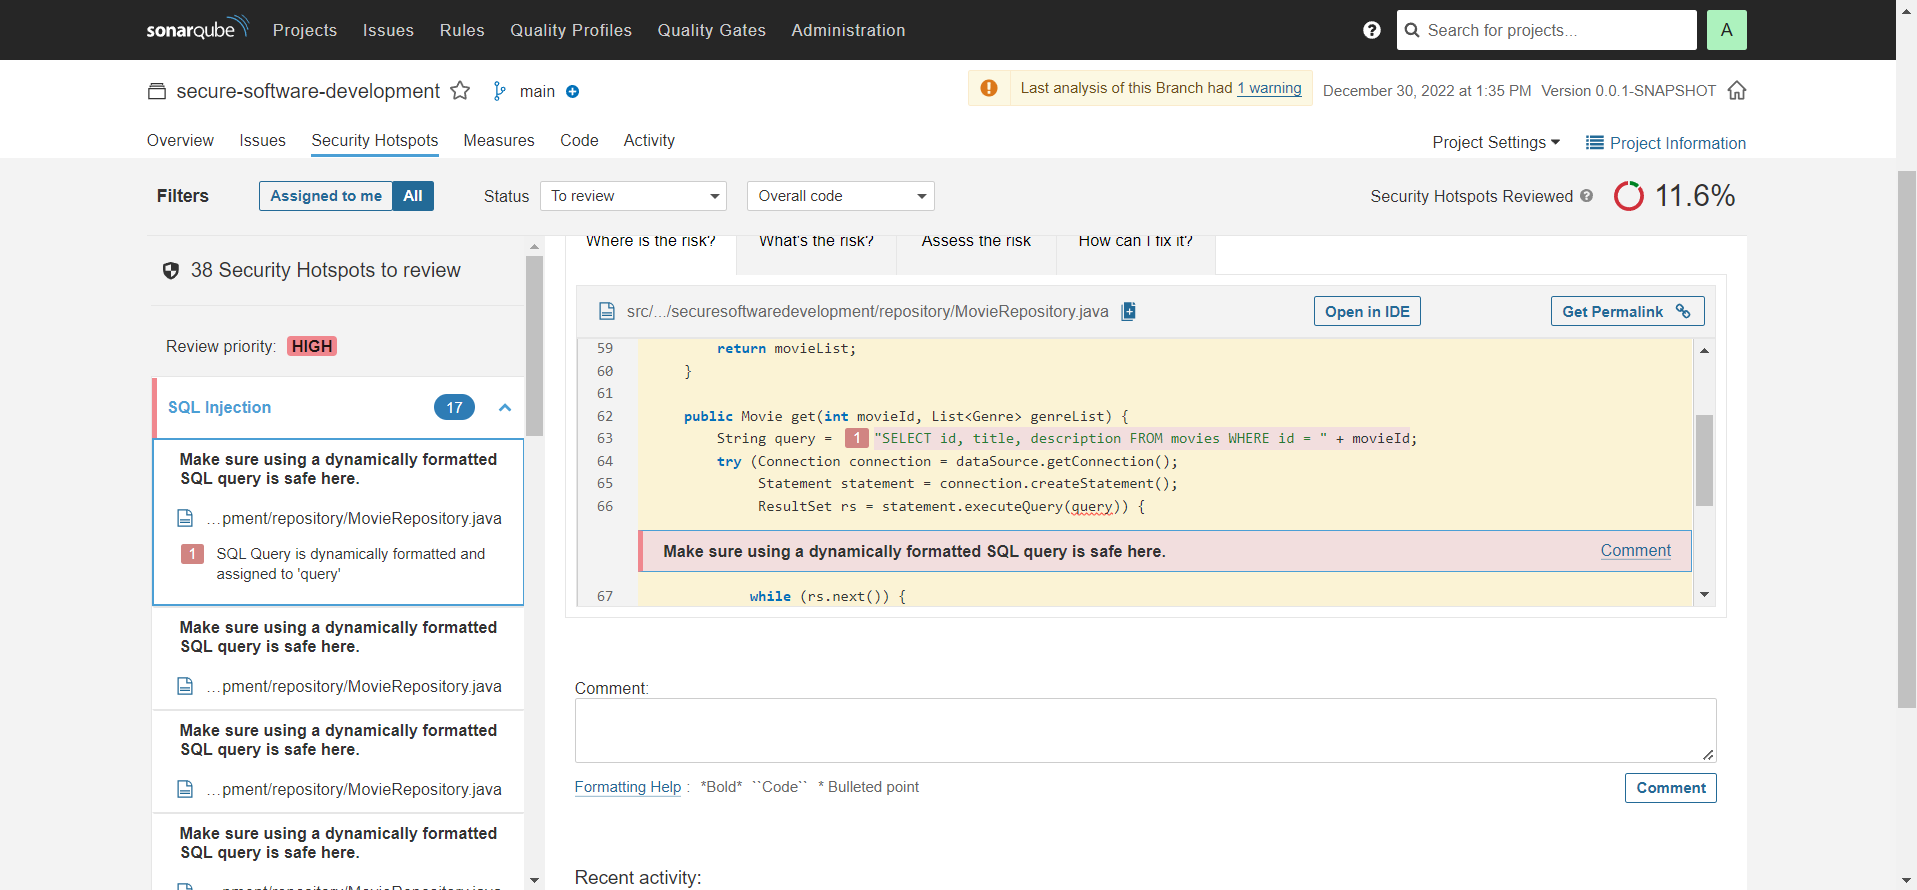 sonarqube Projects Issues Rules Quality Profiles Quality Gates Administration ? Search for projects... A
secure-software-development main Last analysis of this Branch had 1 warning December 30, 2022 at 1:35 PM Version 0.0.1-SNAPSHOT
Overview Issues Security Hotspots Measures Code Activity Project Settings Project Information
Filters Assigned to me All Status To review Overall code Security Hotspots Reviewed ? 11.6%
38 Security Hotspots to review
Review priority: HIGH
SQL Injection 17
Make sure using a dynamically formatted
SQL query is safe here.
...pment/repository/MovieRepository.java
1 SQL Query is dynamically formatted and
assigned to 'query'
Make sure using a dynamically formatted
SQL query is safe here.
...pment/repository/MovieRepository.java
Make sure using a dynamically formatted
SQL query is safe here.
...pment/repository/MovieRepository.java
Make sure using a dynamically formatted
SQL query is safe here.
...pment/repository/MovieRepository.java
Where is the risk? What's the risk? Assess the risk How can I fix it?
src/.../securesoftwaredevelopment/repository/MovieRepository.java Open in IDE Get Permalink
59 return movieList;
60 }
61
62 public Movie get(int movieId, List<Genre> genreList) {
63 String query = 1 "SELECT id, title, description FROM movies WHERE id = " + movieId;
64 try (Connection connection = dataSource.getConnection();
65 Statement statement = connection.createStatement();
66 ResultSet rs = statement.executeQuery(query)) {
Make sure using a dynamically formatted SQL query is safe here. Comment
67 while (rs.next()) {
Comment:
Formatting Help : *Bold* ``Code`` * Bulleted point Comment
Recent activity: